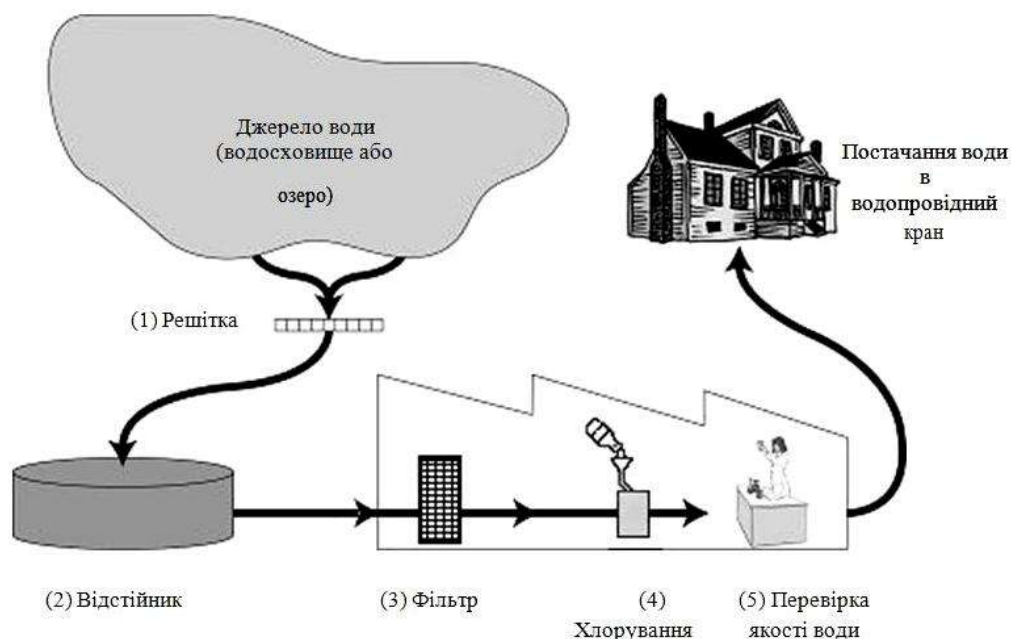 Джерело води
(водосховище або
озеро)
Постачання води
в
водопровідний
кран
(1) Решітка
(2) Відстійник
(3) Фільтр
(4)
Хлорування
(5) Перевірка
якості води